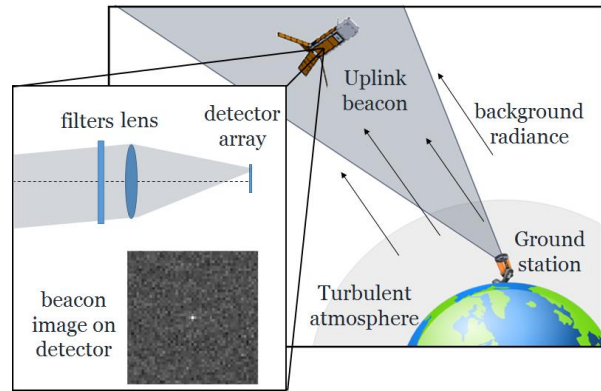 Uplink
beacon
background
radiance
filters lens
detector
array
Ground
station
Turbulent
atmosphere
beacon
image on
detector